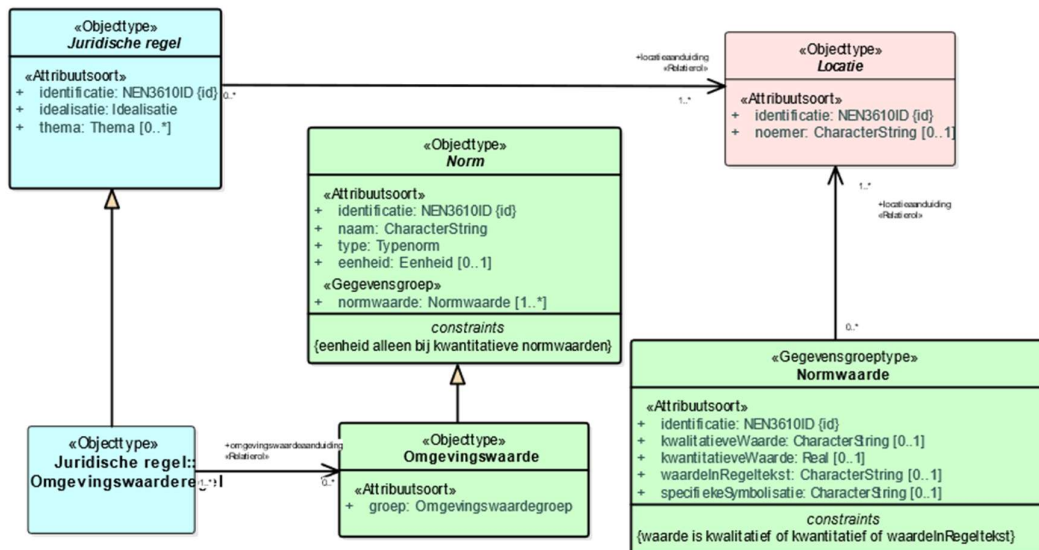 «Objecttype»
Juridische regel
«Attribuutsoort»
+ identificatie: NEN3610ID {id}
+ idealisatie: Idealisatie
+ thema: Thema [0..*]
0..*
+locatieaanduiding
«Relatierol»
1..*
«Objecttype»
Locatie
«Attribuutsoort»
+ identificatie: NEN3610ID {id}
+ noemer: CharacterString [0..1]
«Objecttype»
Norm
«Attribuutsoort»
+ identificatie: NEN3610ID {id}
+ naam: CharacterString
+ type: Typenorm
+ eenheid: Eenheid [0..1]
«Gegevensgroep»
+ normwaarde: Normwaarde [1..*]
constraints
{eenheid alleen bij kwantitatieve normwaarden}
1..*
+locatieaanduiding
«Relatierol»
0..*
«Gegevensgroeptype»
Normwaarde
«Attribuutsoort»
+ identificatie: NEN3610ID {id}
+ kwalitatieveWaarde: CharacterString [0..1]
+ kwantitatieveWaarde: Real [0..1]
+ waardeInRegeltekst: CharacterString [0..1]
+ specifiekeSymbolisatie: CharacterString [0..1]
constraints
{waarde is kwalitatief of kwantitatief of waardeInRegeltekst}
«Objecttype»
Juridische regel::
Omgevingswaarderegel
+omgevingswaardeaanduiding
«Relatierol»
0..*
«Objecttype»
Omgevingswaarde
«Attribuutsoort»
+ groep: Omgevingswaardegroep